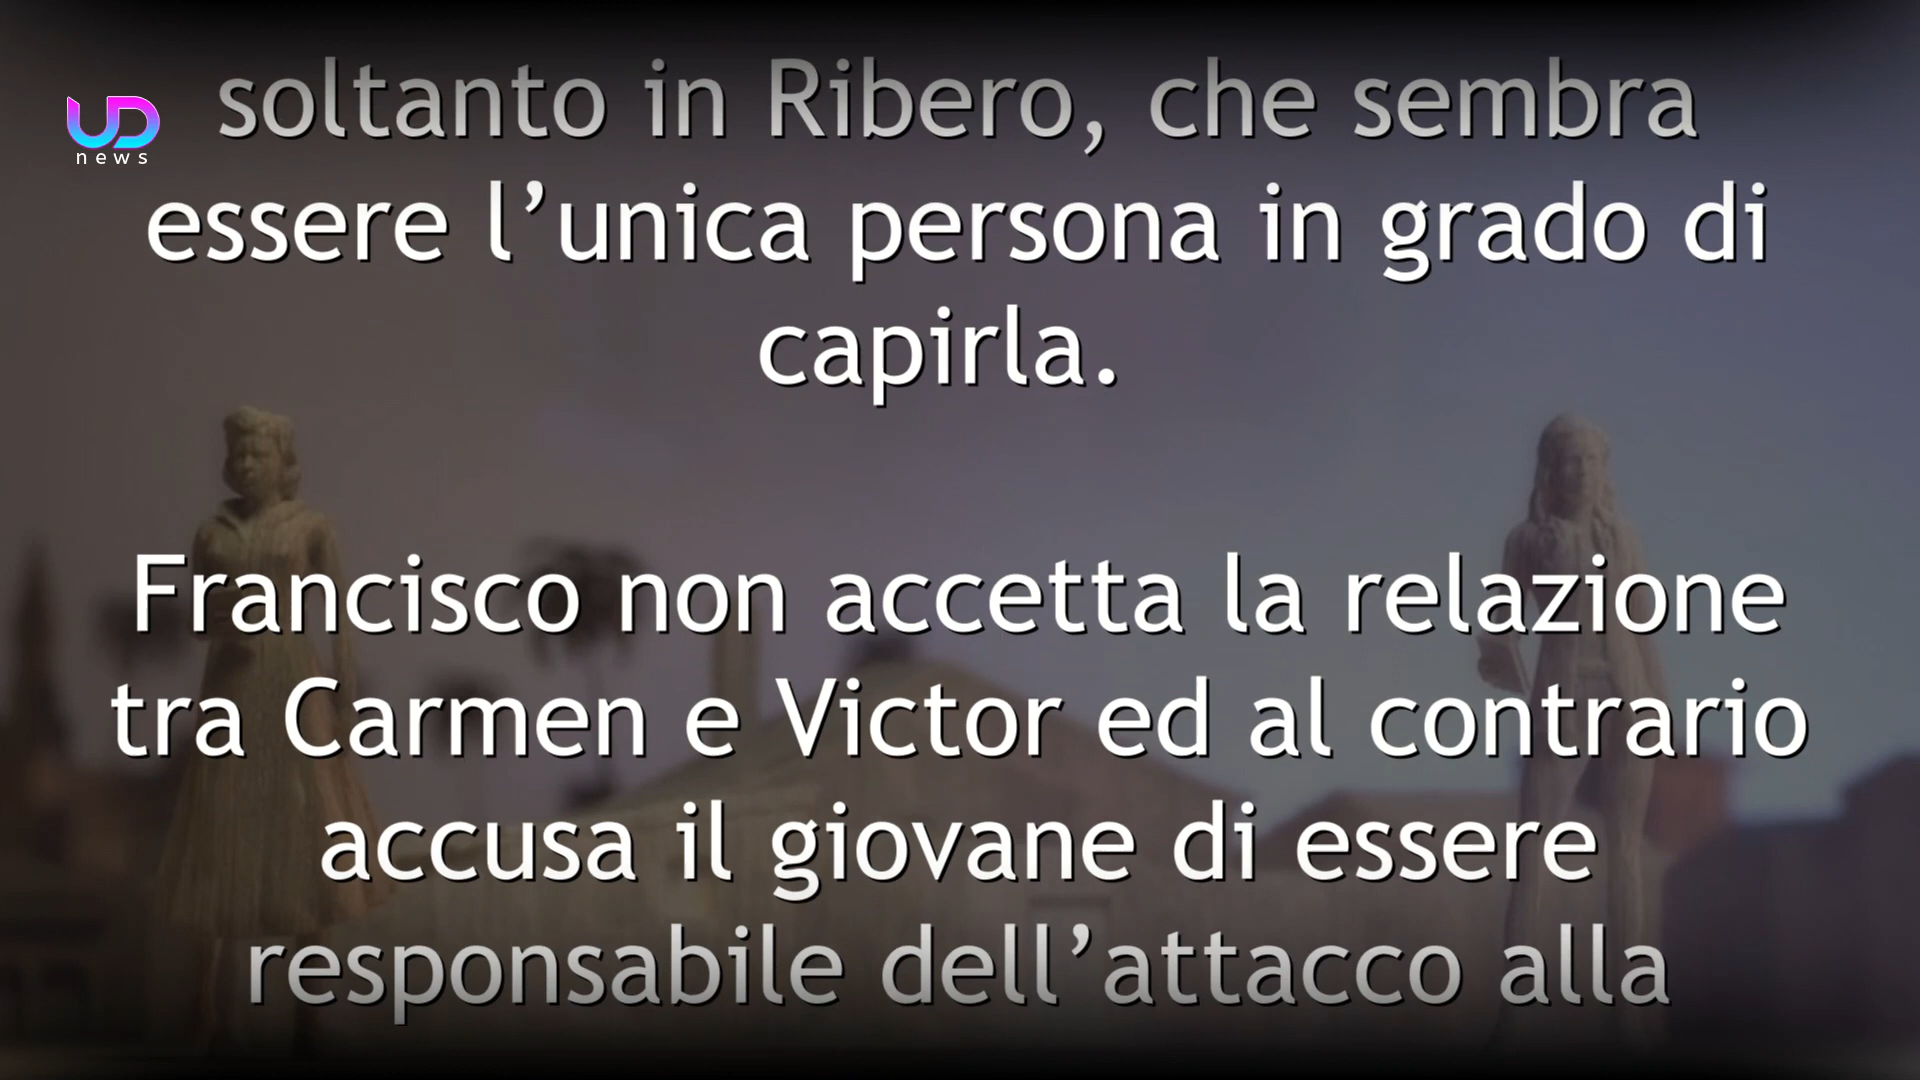 soltanto in Ribero, che sembra
UD
news
essere l’unica persona in grado di
capirla.
Francisco non accetta la relazione
tra Carmen e Victor ed al contrario
accusa il giovane di essere
responsabile dell’attacco alla